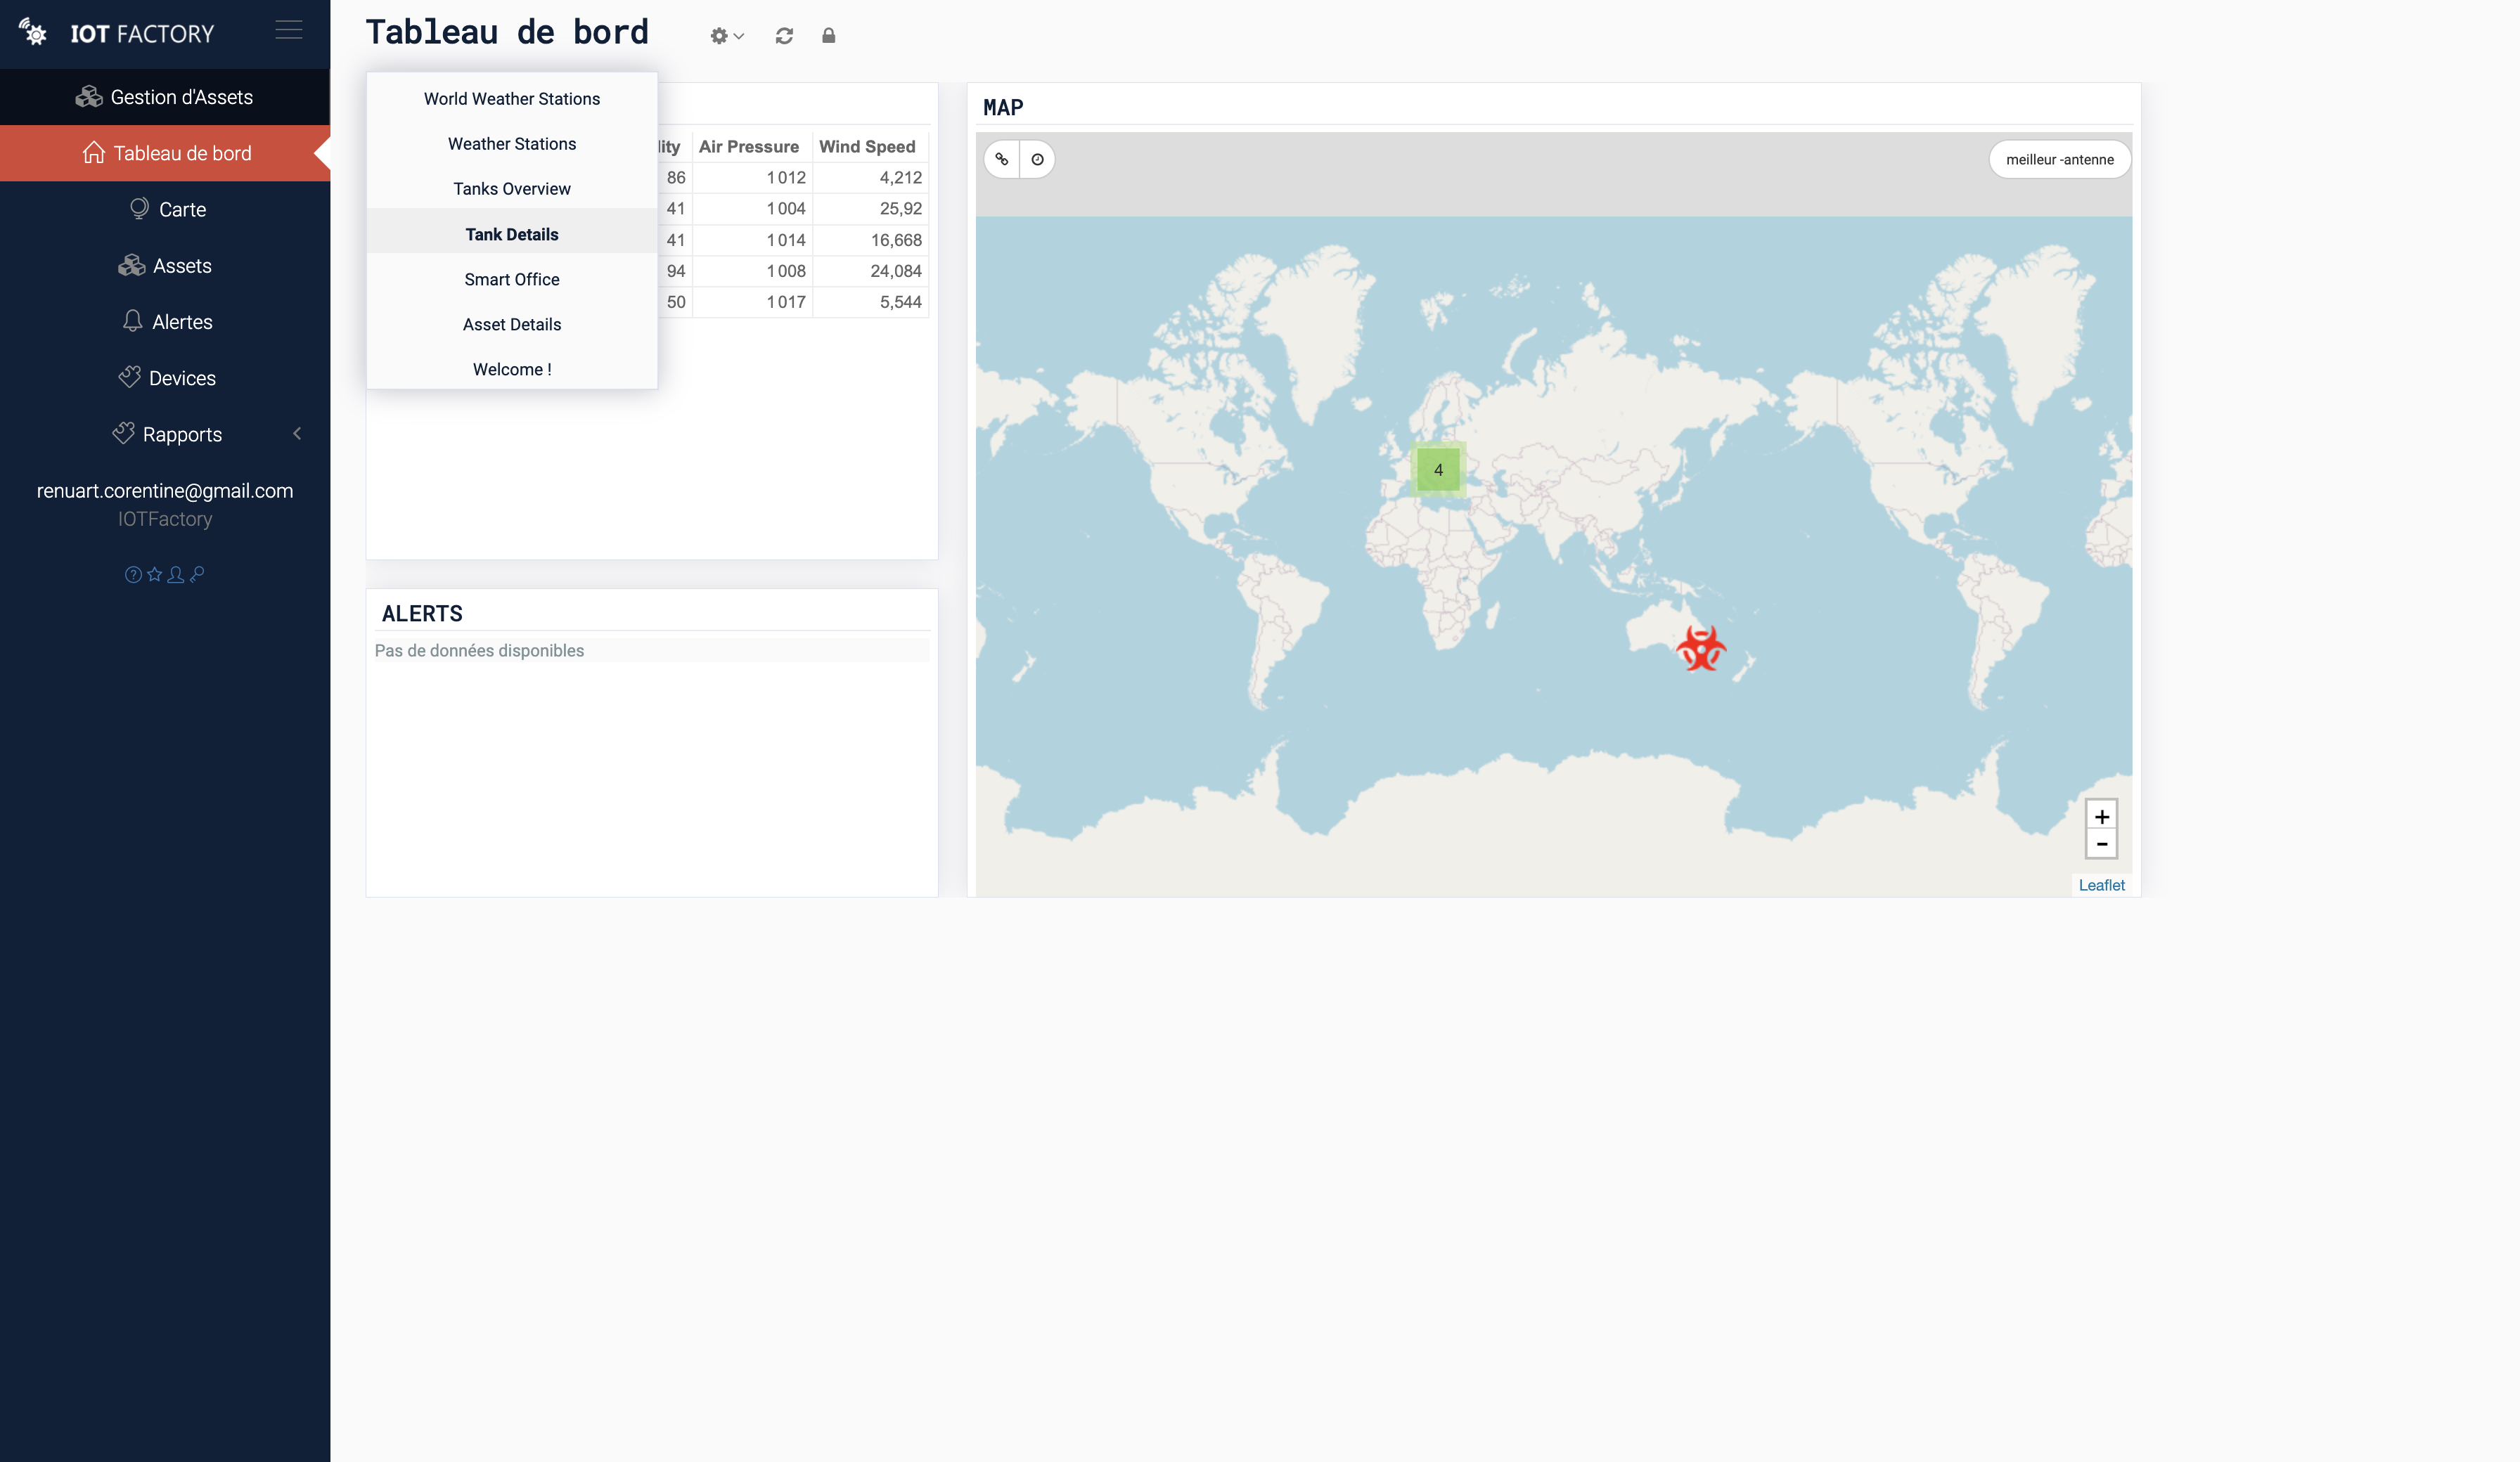 IOT FACTORY
Gestion d'Assets
Tableau de bord
Carte
Assets
Alertes
Devices
Rapports
renuart.corentine@gmail.com
IOTFactory
Tableau de bord
World Weather Stations
Weather Stations
Tanks Overview
Tank Details
Smart Office
Asset Details
Welcome !
lity Air Pressure Wind Speed
86 1 012 4,212
41 1 004 25,92
41 1 014 16,668
94 1 008 24,084
50 1 017 5,544
ALERTS
Pas de données disponibles
MAP
meilleur -antenne
4
+
-
Leaflet